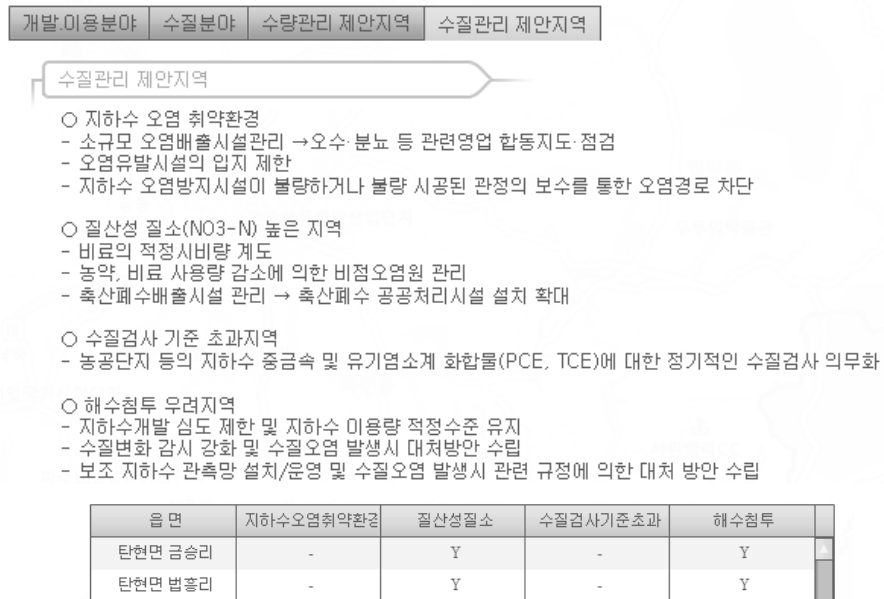 개발.이용분야 수질분야 수량관리 제안지역 수질관리 제안지역
수질관리 제안지역
○ 지하수 오염 취약환경
- 소규모 오염배출시설관리 →오수·분뇨 등 관련영업 합동지도·점검
- 오염유발시설의 입지 제한
- 지하수 오염방지시설이 불량하거나 불량 시공된 관정의 보수를 통한 오염경로 차단
○ 질산성 질소(NO3-N) 높은 지역
- 비료의 적정시비량 계도
- 농약, 비료 사용량 감소에 의한 비점오염원 관리
- 축산폐수배출시설 관리 → 축산폐수 공공처리시설 설치 확대
○ 수질검사 기준 초과지역
- 농공단지 등의 지하수 중금속 및 유기염소계 화합물(PCE, TCE)에 대한 정기적인 수질검사 의무화
○ 해수침투 우려지역
- 지하수개발 심도 제한 및 지하수 이용량 적정수준 유지
- 수질변화 감시 강화 및 수질오염 발생시 대처방안 수립
- 보조 지하수 관측망 설치/운영 및 수질오염 발생시 관련 규정에 의한 대처 방안 수립
읍 면 지하수오염취약환경 질산성질소 수질검사기준초과 해수침투
탄현면 금승리 - Y - Y
탄현면 법흥리 - Y - Y